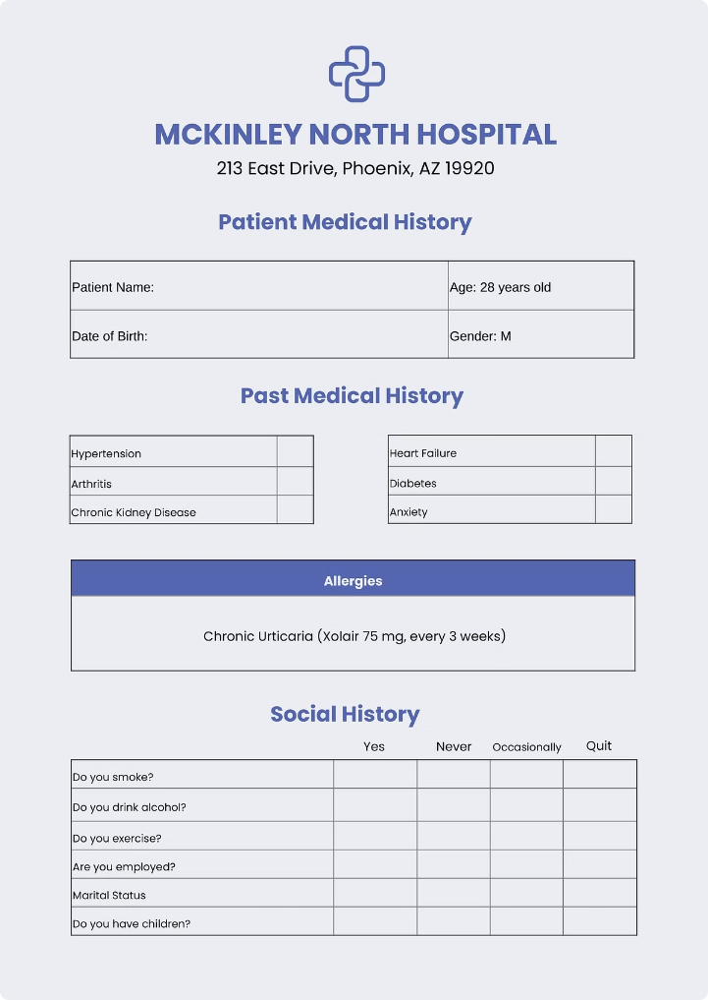 MCKINLEY NORTH HOSPITAL
213 East Drive, Phoenix, AZ 19920
Patient Medical History
Patient Name:
Age: 28 years old
Date of Birth:
Gender: M
Past Medical History
Hypertension
Arthritis
Chronic Kidney Disease
Heart Failure
Diabetes
Anxiety
Allergies
Chronic Urticaria (Xolair 75 mg, every 3 weeks)
Social History
Yes Never Occasionally Quit
Do you smoke?
Do you drink alcohol?
Do you exercise?
Are you employed?
Marital Status
Do you have children?